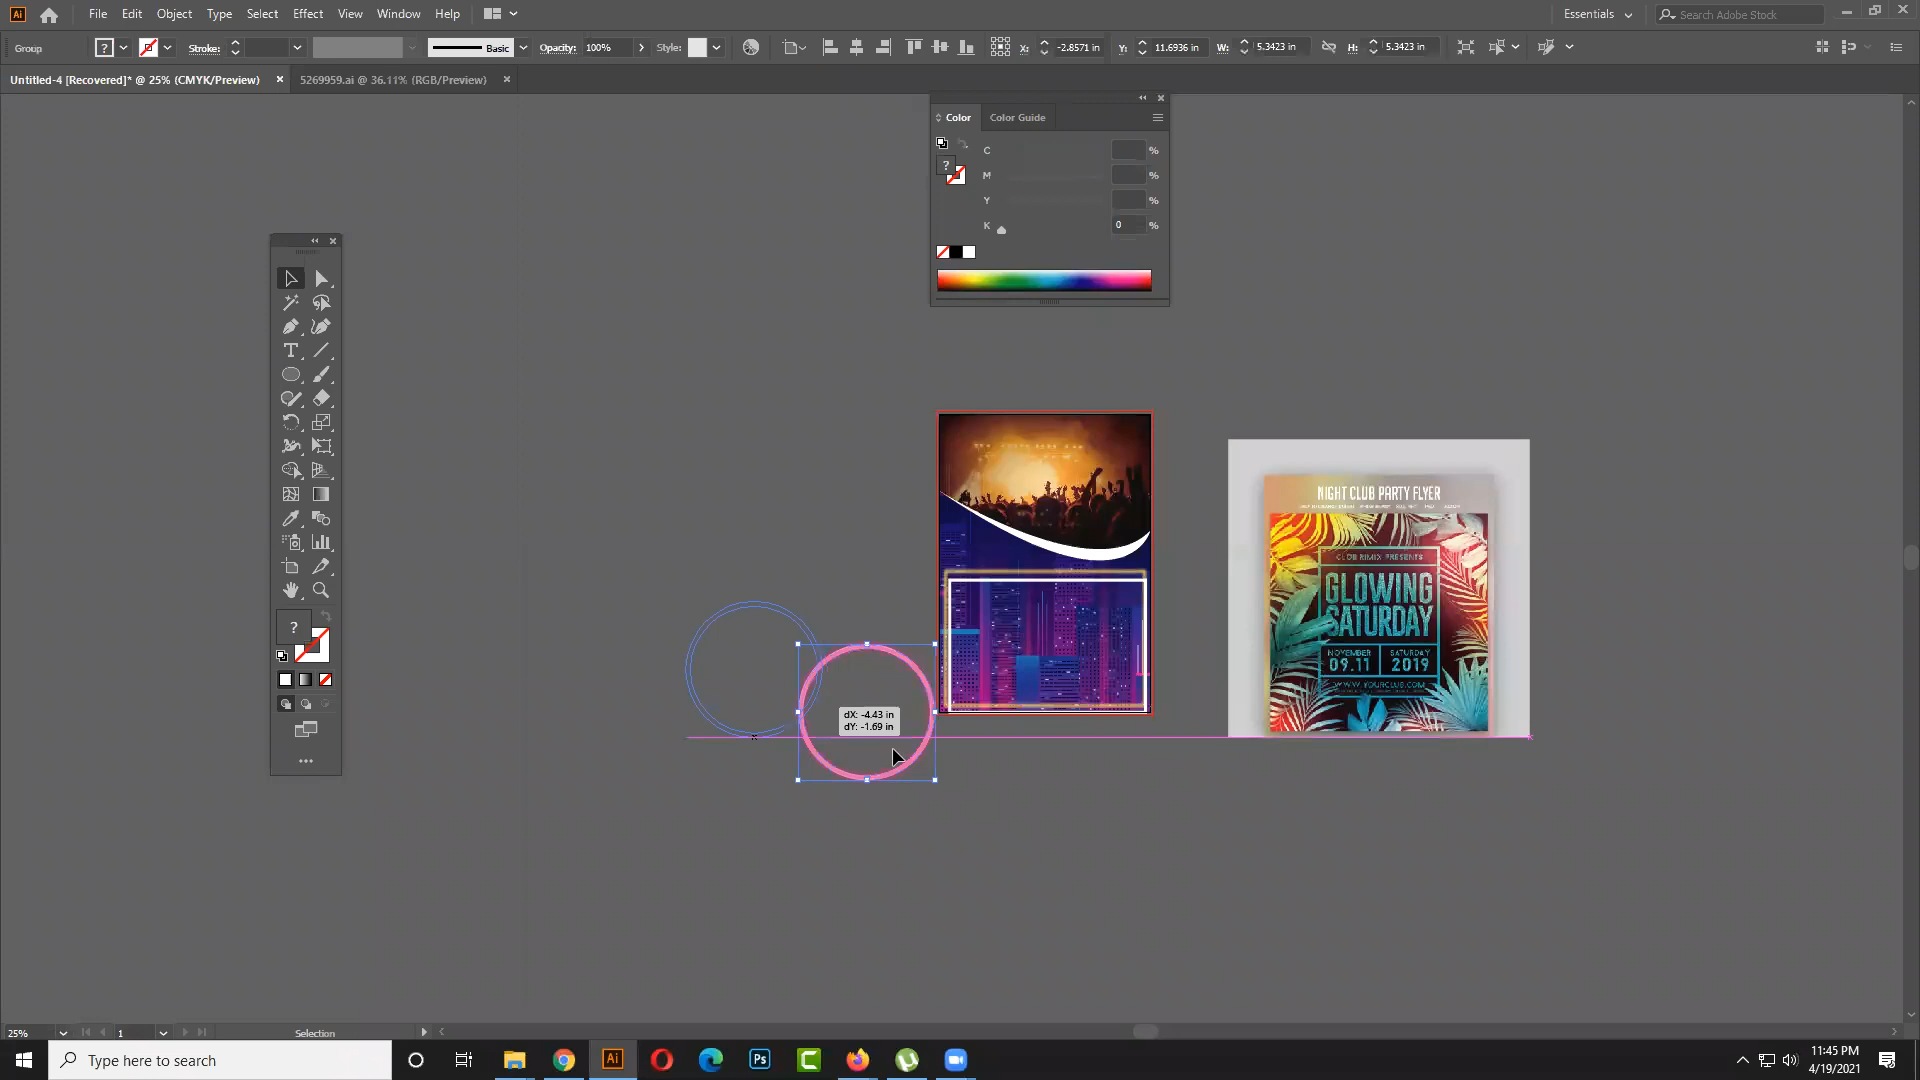 Ai File Edit Object Type Select Effect View Window Help Essentials Search Adobe Stock
Group ? Stroke: Basic Opacity: 100% Style: X: -2.8571 in Y: 11.6936 in W: 5.3423 in H: 5.3423 in
Untitled-4 [Recovered]* @ 25% (CMYK/Preview) 5269959.ai @ 36.11% (RGB/Preview)
Color Color Guide
C %
? M %
Y %
K 0 %
NIGHT CLUB PARTY FLYER
CLUB RIMIX PRESENTS
GLOWING
SATURDAY
NOVEMBER SATURDAY
09.11 2019
WWW.YOURCLUB.COM
dX: -4.43 in
dY: -1.69 in
?
25% 1 Selection
Type here to search
Ai Ps C
11:45 PM
4/19/2021